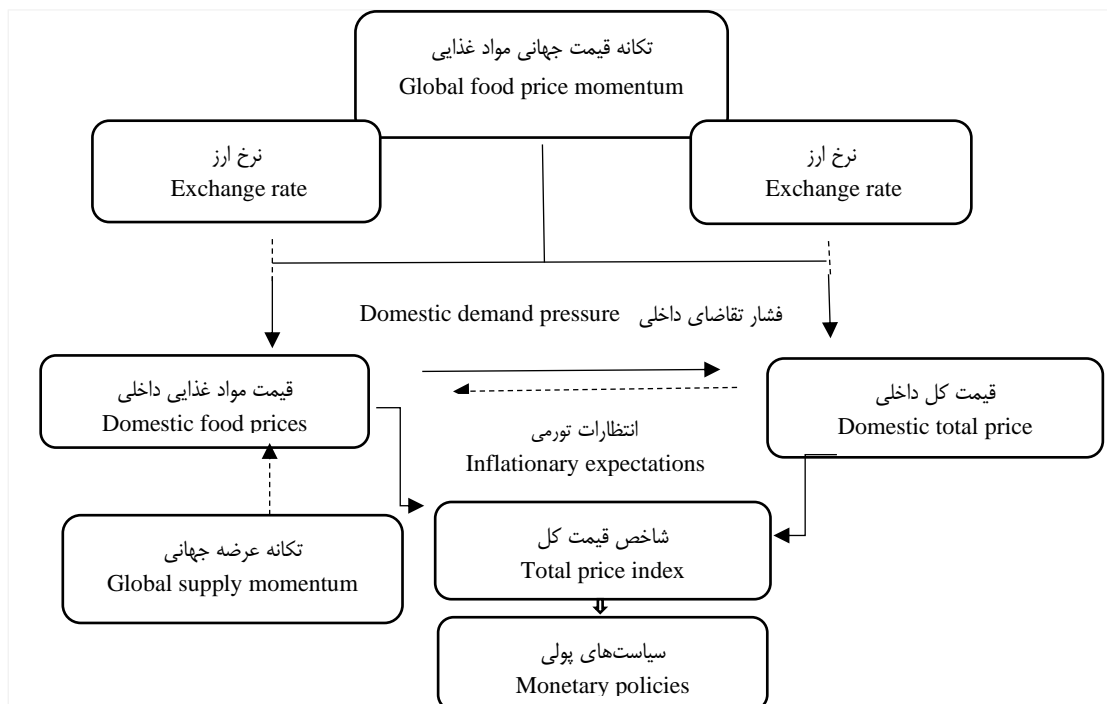 تکانه قیمت جهانی مواد غذایی
Global food price momentum
نرخ ارز
Exchange rate
نرخ ارز
Exchange rate
Domestic demand pressure فشار تقاضای داخلی
قیمت مواد غذایی داخلی
Domestic food prices
قیمت کل داخلی
Domestic total price
انتظارات تورمی
Inflationary expectations
تکانه عرضه جهانی
Global supply momentum
شاخص قیمت کل
Total price index
سیاست‌های پولی
Monetary policies